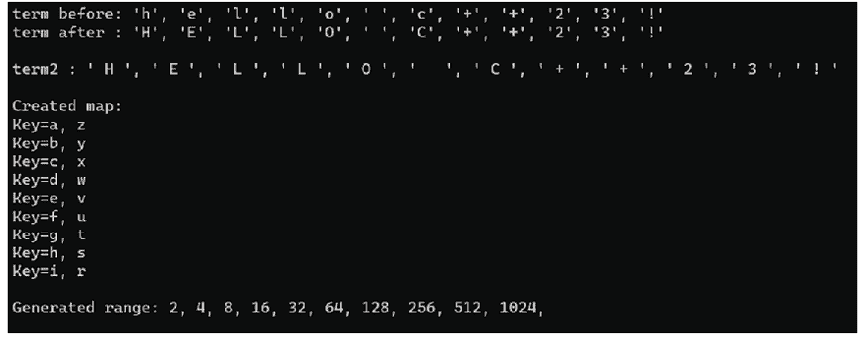 term before: 'h', 'e', 'l', 'l', 'o', ' ', 'c', '+', '+', '2', '3', '!'
term after : 'H', 'E', 'L', 'L', 'O', ' ', 'C', '+', '+', '2', '3', '!'
term2 : ' H ', ' E ', ' L ', ' L ', ' O ', '   ', ' C ', ' + ', ' + ', ' 2 ', ' 3 ', ' ! '
Created map:
Key=a, z
Key=b, y
Key=c, x
Key=d, w
Key=e, v
Key=f, u
Key=g, t
Key=h, s
Key=i, r
Generated range: 2, 4, 8, 16, 32, 64, 128, 256, 512, 1024,